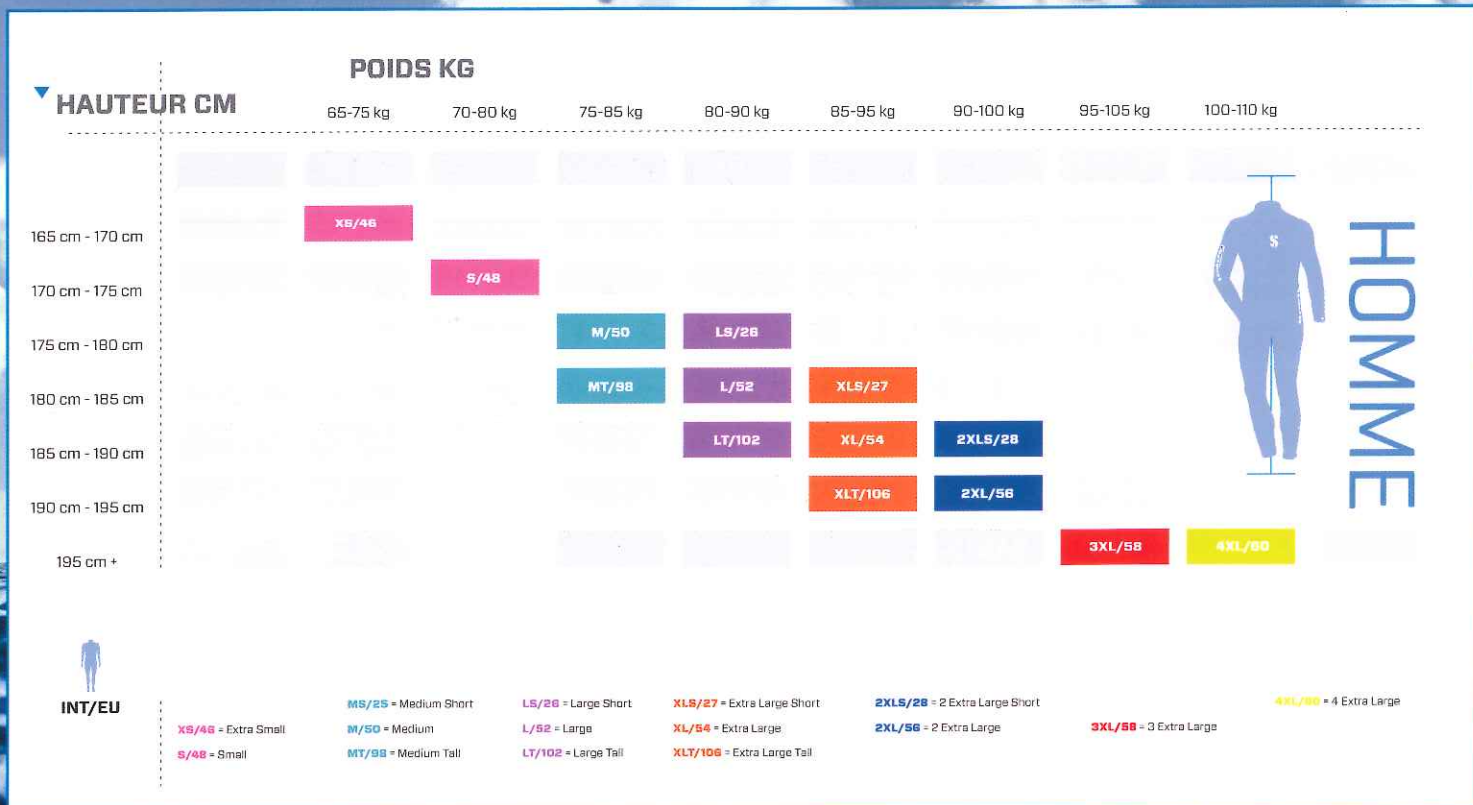 POIDS KG
HAUTEUR CM
65-75 kg 70-80 kg 75-85 kg 80-90 kg 85-95 kg 90-100 kg 95-105 kg 100-110 kg
165 cm - 170 cm XS/46
170 cm - 175 cm S/48
175 cm - 180 cm M/50 LS/26
180 cm - 185 cm MT/98 L/52 XLS/27
185 cm - 190 cm LT/102 XL/54 2XLS/28
190 cm - 195 cm XLT/106 2XL/56
195 cm + 3XL/58 4XL/60
S
HOMME
INT/EU
MS/25 = Medium Short LS/26 = Large Short XLS/27 = Extra Large Short 2XLS/28 = 2 Extra Large Short 4XL/60 = 4 Extra Large
XS/46 = Extra Small M/50 = Medium L/52 = Large XL/54 = Extra Large 2XL/56 = 2 Extra Large 3XL/58 = 3 Extra Large
S/48 = Small MT/98 = Medium Tall LT/102 = Large Tall XLT/106 = Extra Large Tall